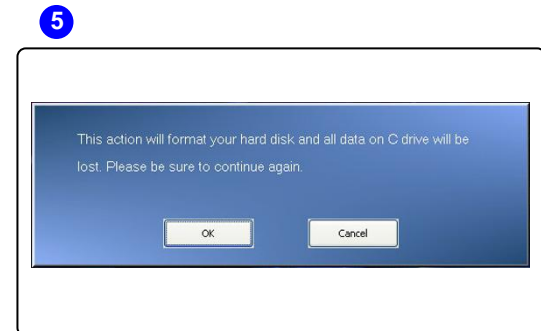 5
This action will format your hard disk and all data on C drive will be
lost. Please be sure to continue again.
OK Cancel